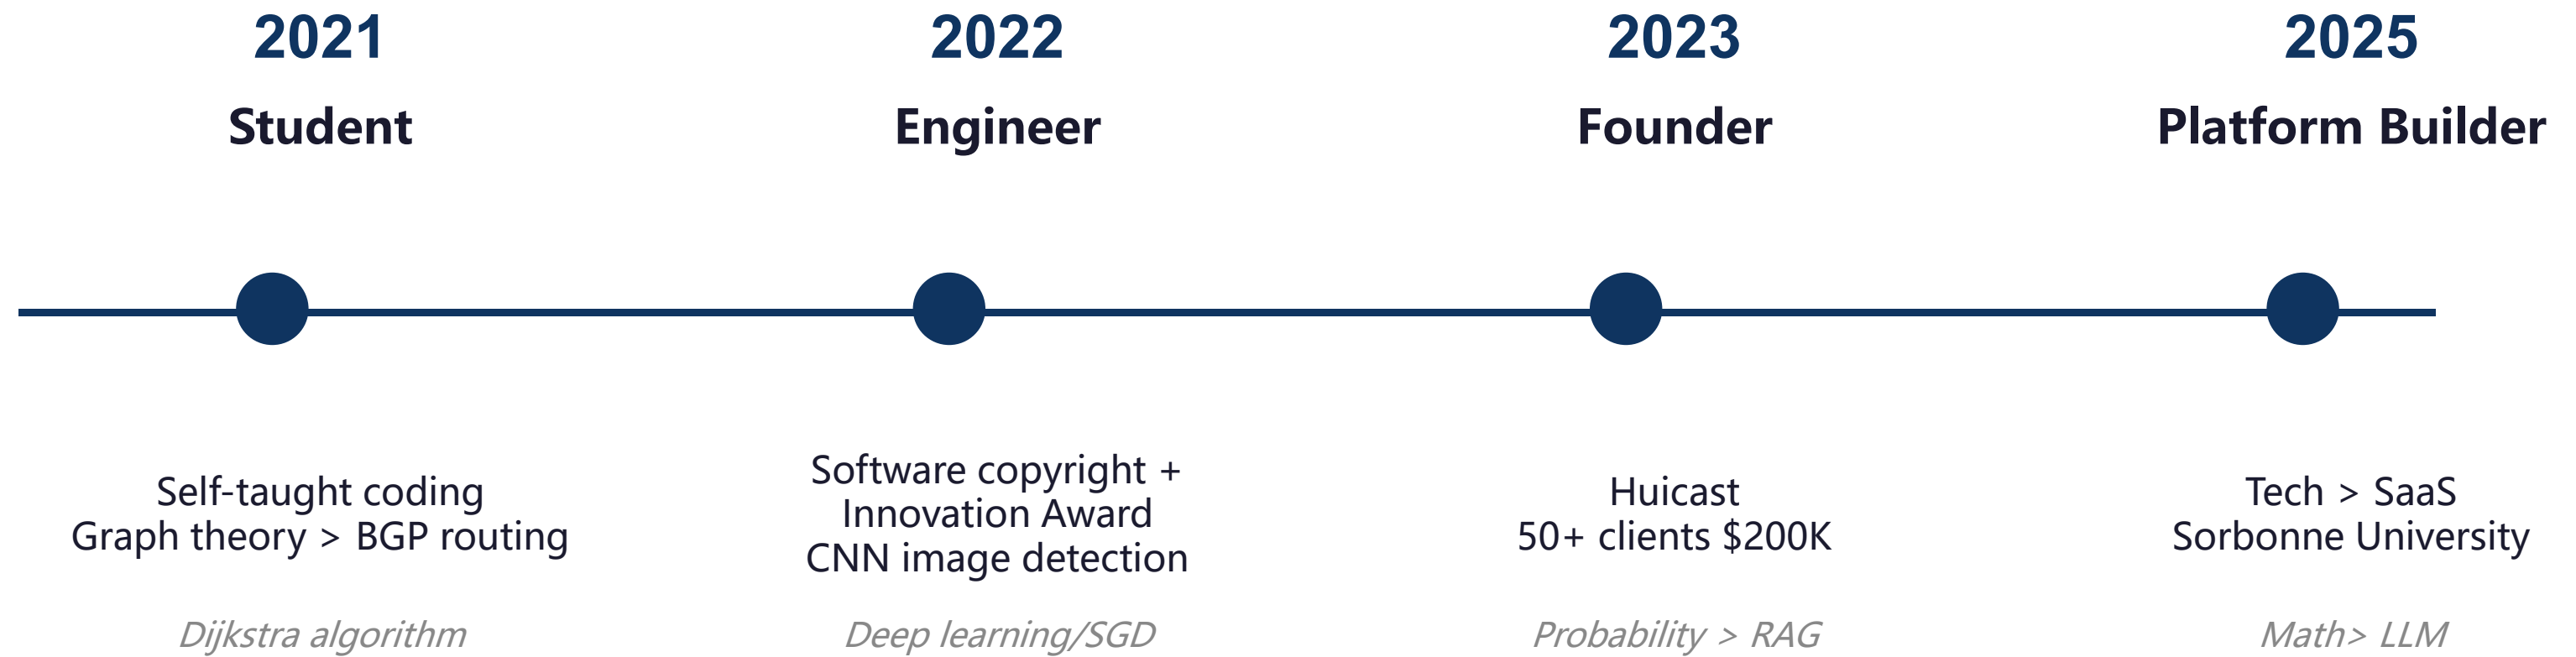 2021
Student
Self-taught coding
Graph theory > BGP routing
Dijkstra algorithm
2022
Engineer
Software copyright +
Innovation Award
CNN image detection
Deep learning/SGD
2023
Founder
Huicast
50+ clients $200K
Probability > RAG
2025
Platform Builder
Tech > SaaS
Sorbonne University
Math> LLM